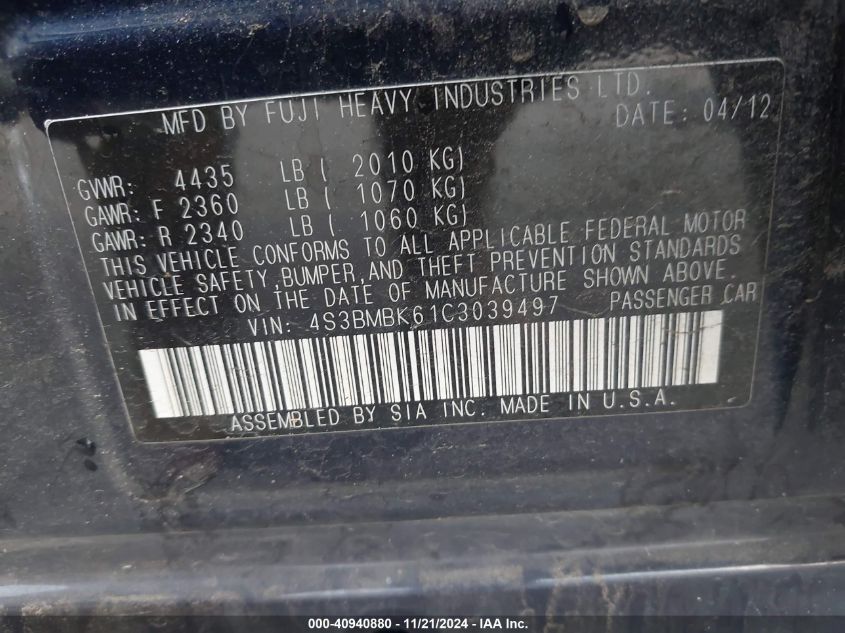 MFD BY FUJI HEAVY INDUSTRIES LTD.
DATE: 04/12
GVWR: 4435 LB ( 2010 KG)
GAWR: F 2360 LB ( 1070 KG)
GAWR: R 2340 LB ( 1060 KG)
THIS VEHICLE CONFORMS TO ALL APPLICABLE FEDERAL MOTOR
VEHICLE SAFETY,BUMPER,AND THEFT PREVENTION STANDARDS
IN EFFECT ON THE DATE OF MANUFACTURE SHOWN ABOVE.
VIN: 4S3BMBK61C3039497 PASSENGER CAR
ASSEMBLED BY SIA INC. MADE IN U.S.A.
000-40940880 — 11/21/2024 — IAA Inc.